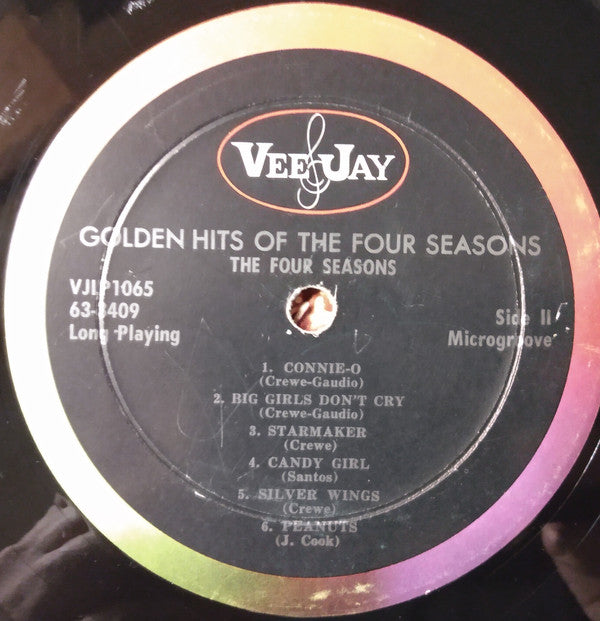 VEE JAY
GOLDEN HITS OF THE FOUR SEASONS
THE FOUR SEASONS
VJLP1065
63-3409
Long Playing
Side II
Microgroove
1. CONNIE-O
(Crewe-Gaudio)
2. BIG GIRLS DON'T CRY
(Crewe-Gaudio)
3. STARMAKER
(Crewe)
4. CANDY GIRL
(Santos)
5. SILVER WINGS
(Crewe)
6. PEANUTS
(J. Cook)